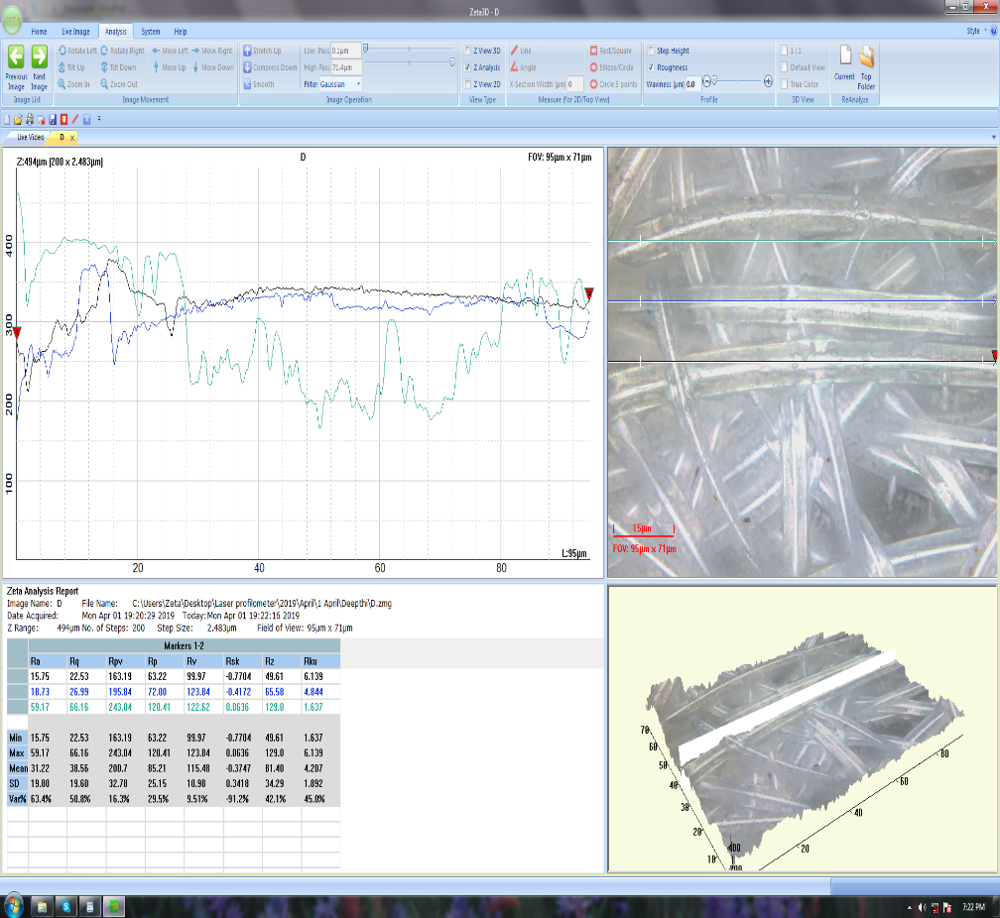 Zeta3D - D
ZETA
Home Live Image Analysis System Help Style
Rotate Left Rotate Right Move Left Move Right Stretch Up Low Pass 0.1µm Z View 3D Line Rect/Square Step Height 1:1
Previous Image Next Image Tilt Up Tilt Down Move Up Move Down Compress Down High Pass 71.4µm Z Analysis Angle Ellipse/Circle Roughness Default View Current Top Folder
Zoom In Zoom Out Smooth Filter Gaussian Z View 2D X-Section Width (µm) 0 Circle 3 points Waviness (µm) 0.0 True Color
Image List Image Movement Image Operation View Type Measure (for 2D/Top View) Profile 3D View ReAnalyze
Live Video D x
Z:494µm (200 x 2.483µm) D FOV: 95µm x 71µm
400
300
200
100
L:95µm
20 40 60 80
15µm
FOV: 95µm x 71µm
Zeta Analysis Report
Image Name: D File Name: C:\Users\Zeta\Desktop\Laser profilometer\2019\April\1 April\Deepthi\D.zmg
Date Acquired: Mon Apr 01 19:20:29 2019 Today: Mon Apr 01 19:22:16 2019
Z Range: 494µm No. of Steps: 200 Step Size: 2.483µm Field of View: 95µm x 71µm
Markers 1-2
Ra Rq Rpv Rp Rv Rsk Rz Rku
15.75 22.53 163.19 63.22 99.97 -0.7704 49.61 6.139
18.73 26.99 195.84 72.00 123.84 -0.4172 65.58 4.844
59.17 66.16 243.04 120.41 122.62 0.0636 129.0 1.637
Min 15.75 22.53 163.19 63.22 99.97 -0.7704 49.61 1.637
Max 59.17 66.16 243.04 120.41 123.84 0.0636 129.0 6.139
Mean 31.22 38.56 200.7 85.21 115.48 -0.3747 81.40 4.207
SD 19.80 19.60 32.78 25.15 10.98 0.3418 34.29 1.892
Var% 63.4% 50.8% 16.3% 29.5% 9.51% -91.2% 42.1% 45.0%
70
60
50
40
30
20
10
400
200
20
40
60
80
7:22 PM